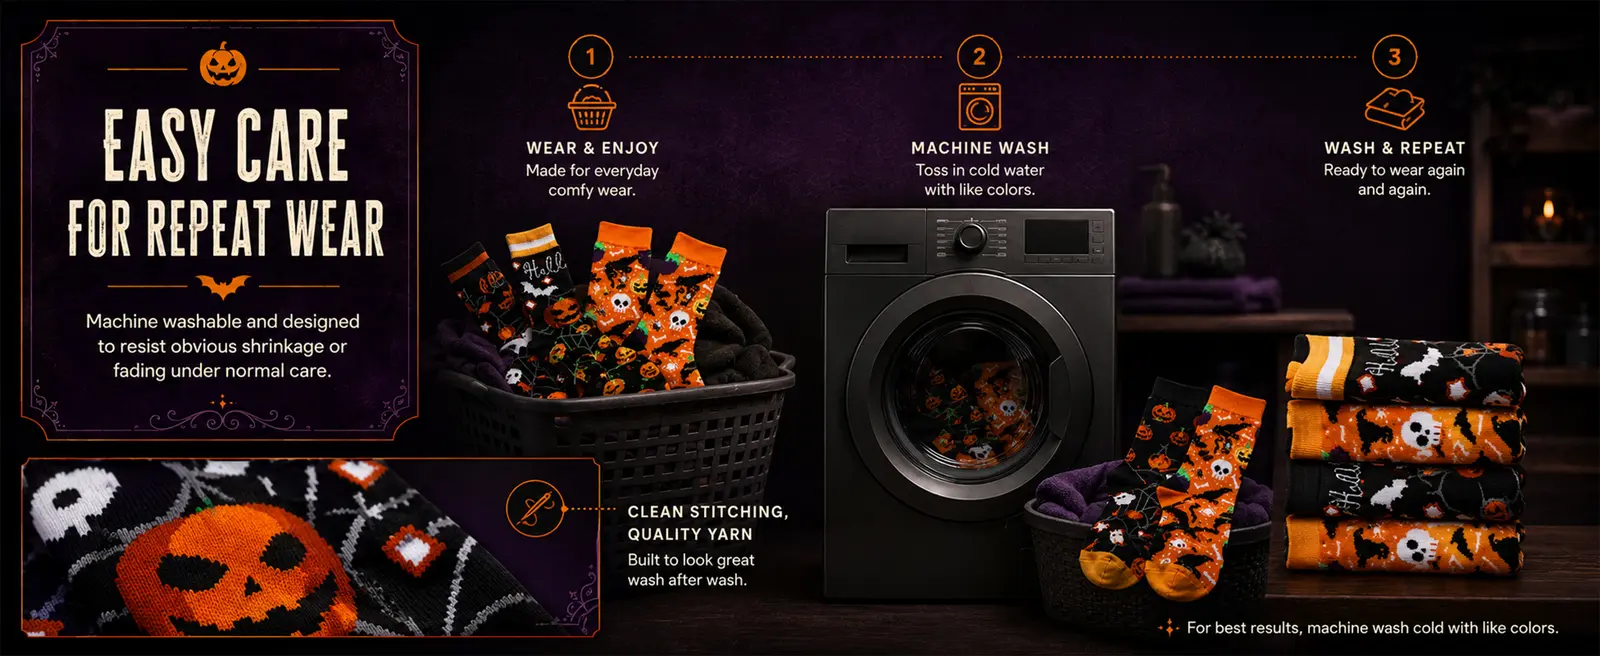 EASY CARE
FOR REPEAT WEAR
Machine washable and designed
to resist obvious shrinkage or
fading under normal care.
1
WEAR & ENJOY
Made for everyday
comfy wear.
2
MACHINE WASH
Toss in cold water
with like colors.
3
WASH & REPEAT
Ready to wear again
and again.
CLEAN STITCHING,
QUALITY YARN
Built to look great
wash after wash.
For best results, machine wash cold with like colors.